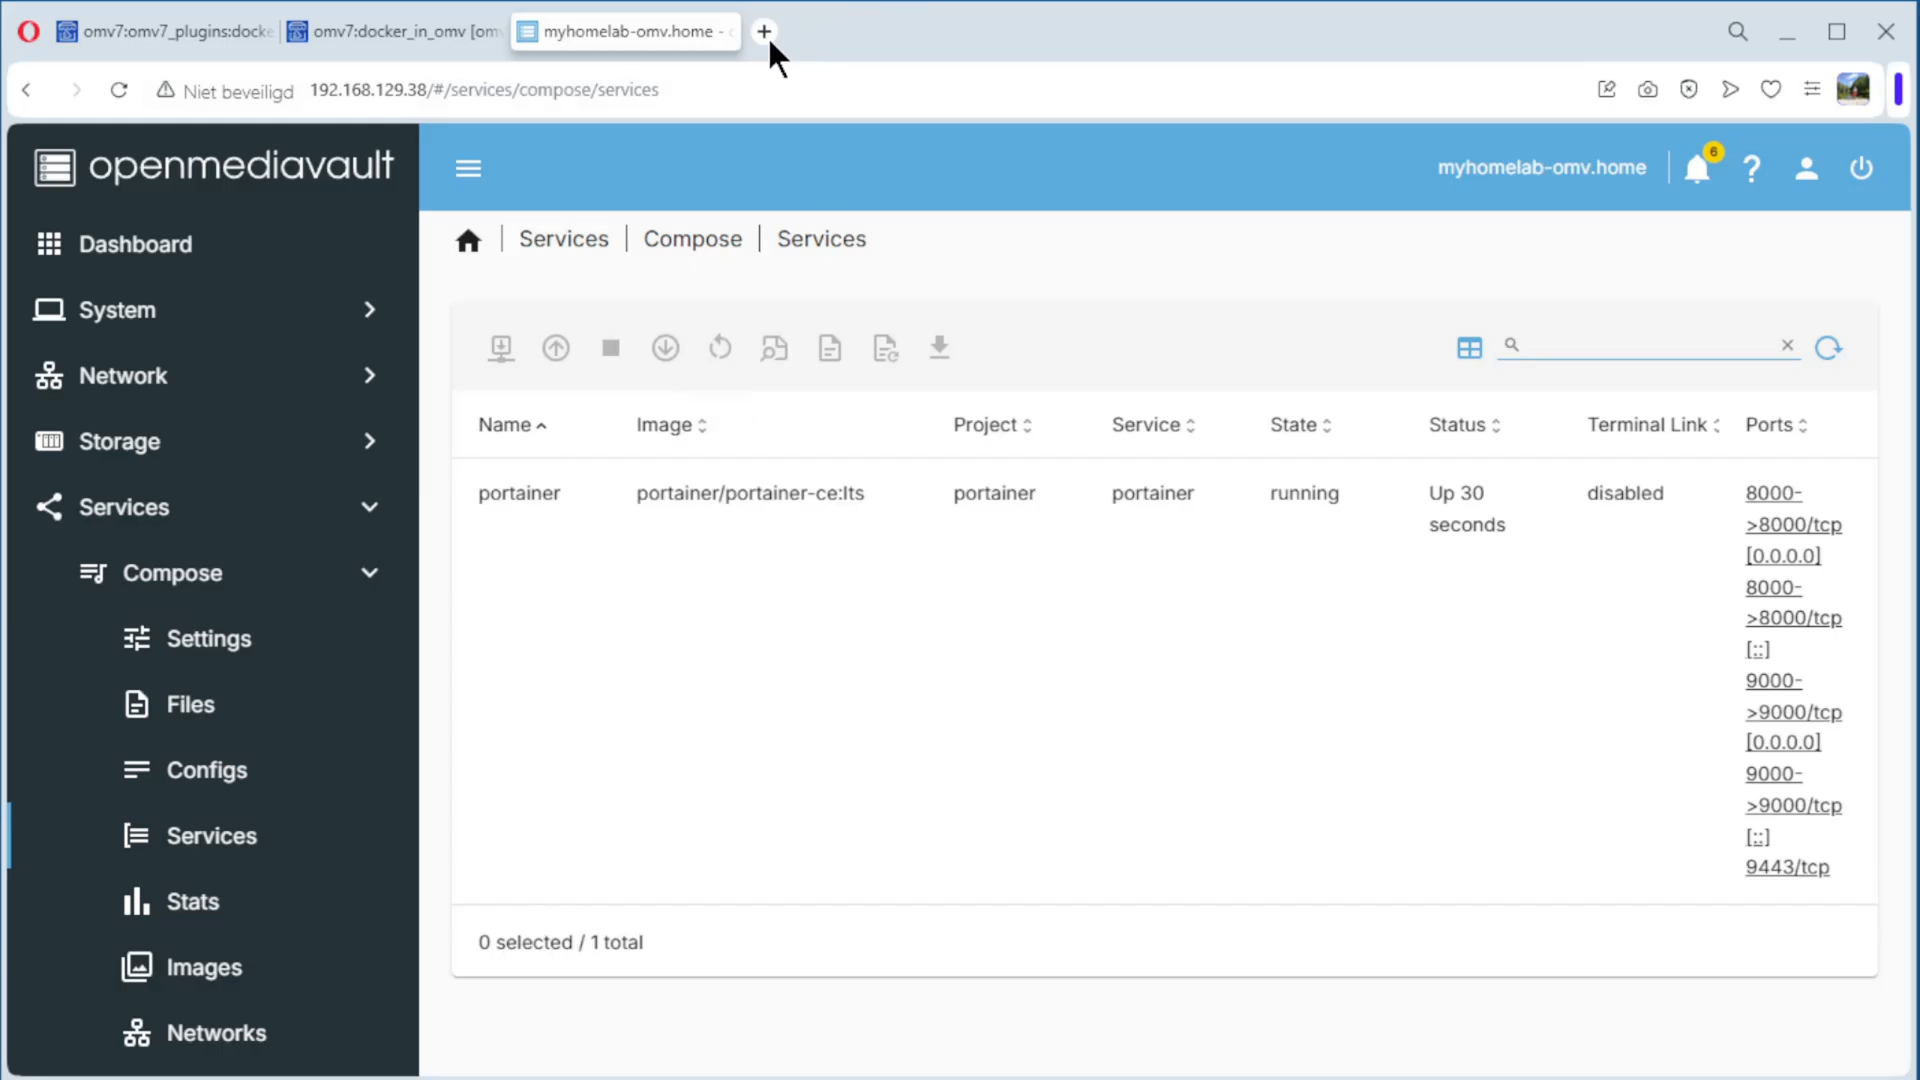 omv7:omv7_plugins:docke
omv7:docker_in_omv [om
myhomelab-omv.home -
Niet beveiligd
192.168.129.38/#/services/compose/services
openmediavault
myhomelab-omv.home
6
Dashboard
System
Network
Storage
Services
Compose
Settings
Files
Configs
Services
Stats
Images
Networks
Services | Compose | Services
Name Image Project Service State Status Terminal Link Ports
portainer portainer/portainer-ce:lts portainer portainer running Up 30 disabled 8000-
seconds >8000/tcp
[0.0.0.0]
8000-
>8000/tcp
[::]
9000-
>9000/tcp
[0.0.0.0]
9000-
>9000/tcp
[::]
9443/tcp
0 selected / 1 total